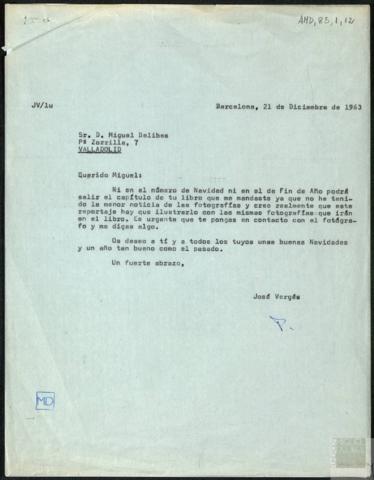 AMD, 85, 1, 12
JV/lw
Barcelona, 21 de Diciembre de 1963
Sr. D. Miguel Delibes
Pº Zorrilla, 7
VALLADOLID
Querido Miguel:
Ni en el número de Navidad ni en el de Fin de Año podrá
salir el capítulo de tu libro que me mandaste ya que no he teni-
do la menor noticia de las fotografías y creo realmente que este
reportaje hay que ilustrarlo con las mismas fotografías que irán
en el libro. Es urgente que te pongas en contacto con el fotógra-
fo y me digas algo.
Os deseo a tí y a todos los tuyos unas buenas Navidades
y un año tan bueno como el pasado.
Un fuerte abrazo,
José Vergés
MD